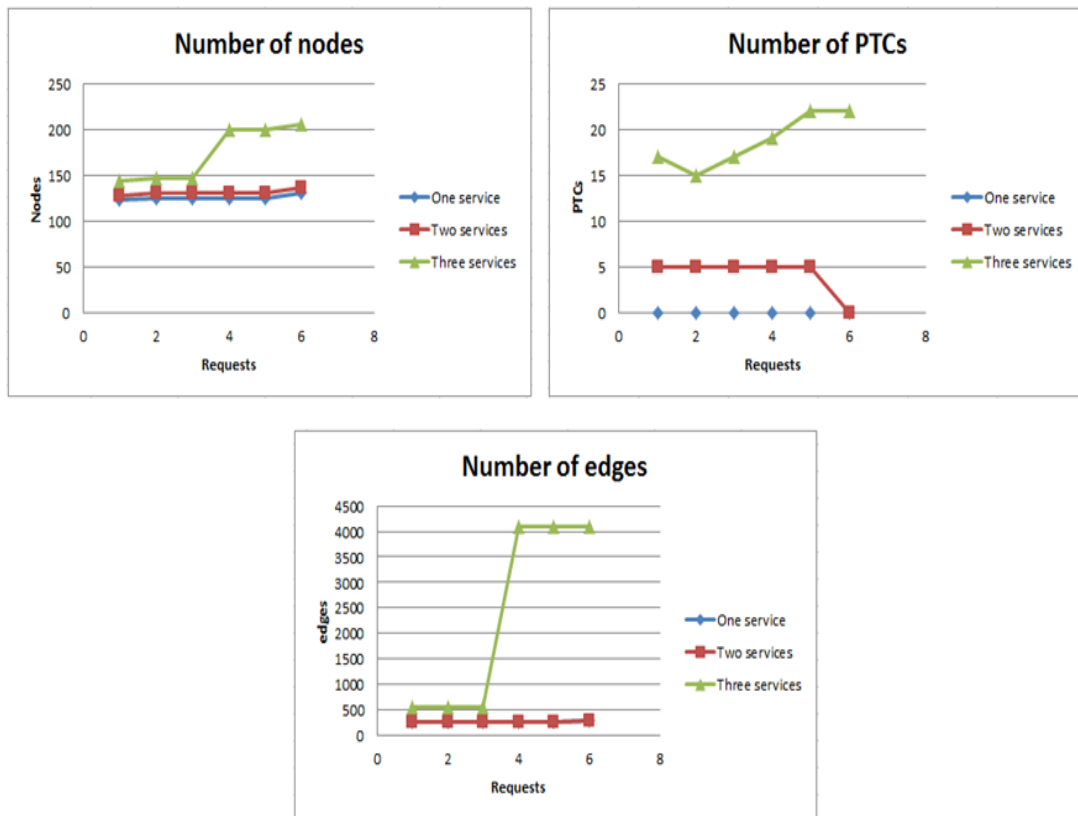 Number of nodes
250
200
150
100
50
0
Nodes
0 2 4 6 8
Requests
One service
Two services
Three services
Number of PTCs
25
20
15
10
5
0
PTCs
0 2 4 6 8
Requests
One service
Two services
Three services
Number of edges
4500
4000
3500
3000
2500
2000
1500
1000
500
0
edges
0 2 4 6 8
Requests
One service
Two services
Three services